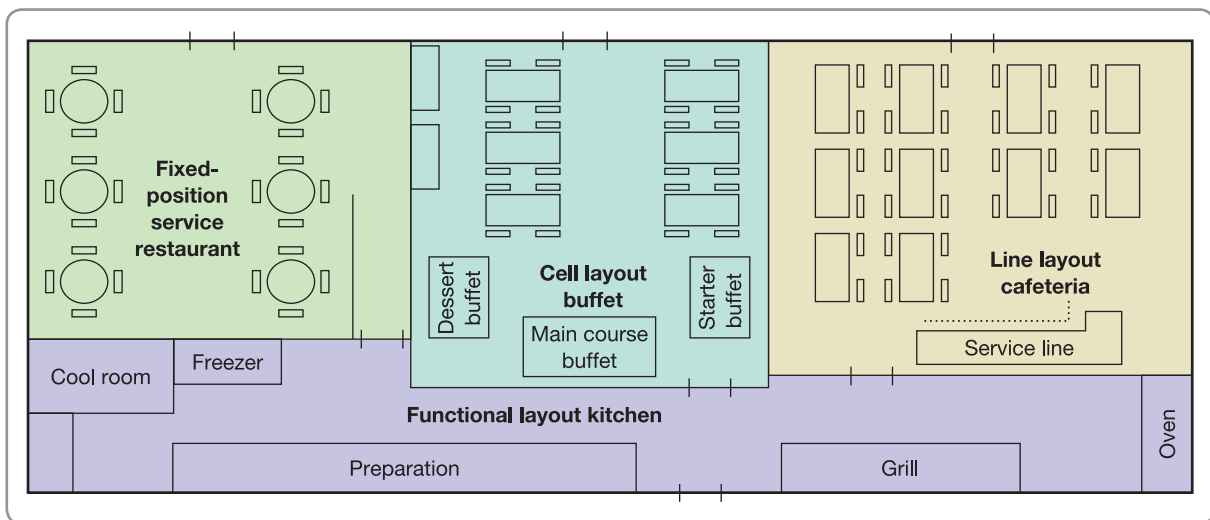 Fixed-
position
service
restaurant
Dessert
buffet
Cell layout
buffet
Main course
buffet
Starter
buffet
Line layout
cafeteria
Service line
Cool room
Freezer
Functional layout kitchen
Preparation
Grill
Oven